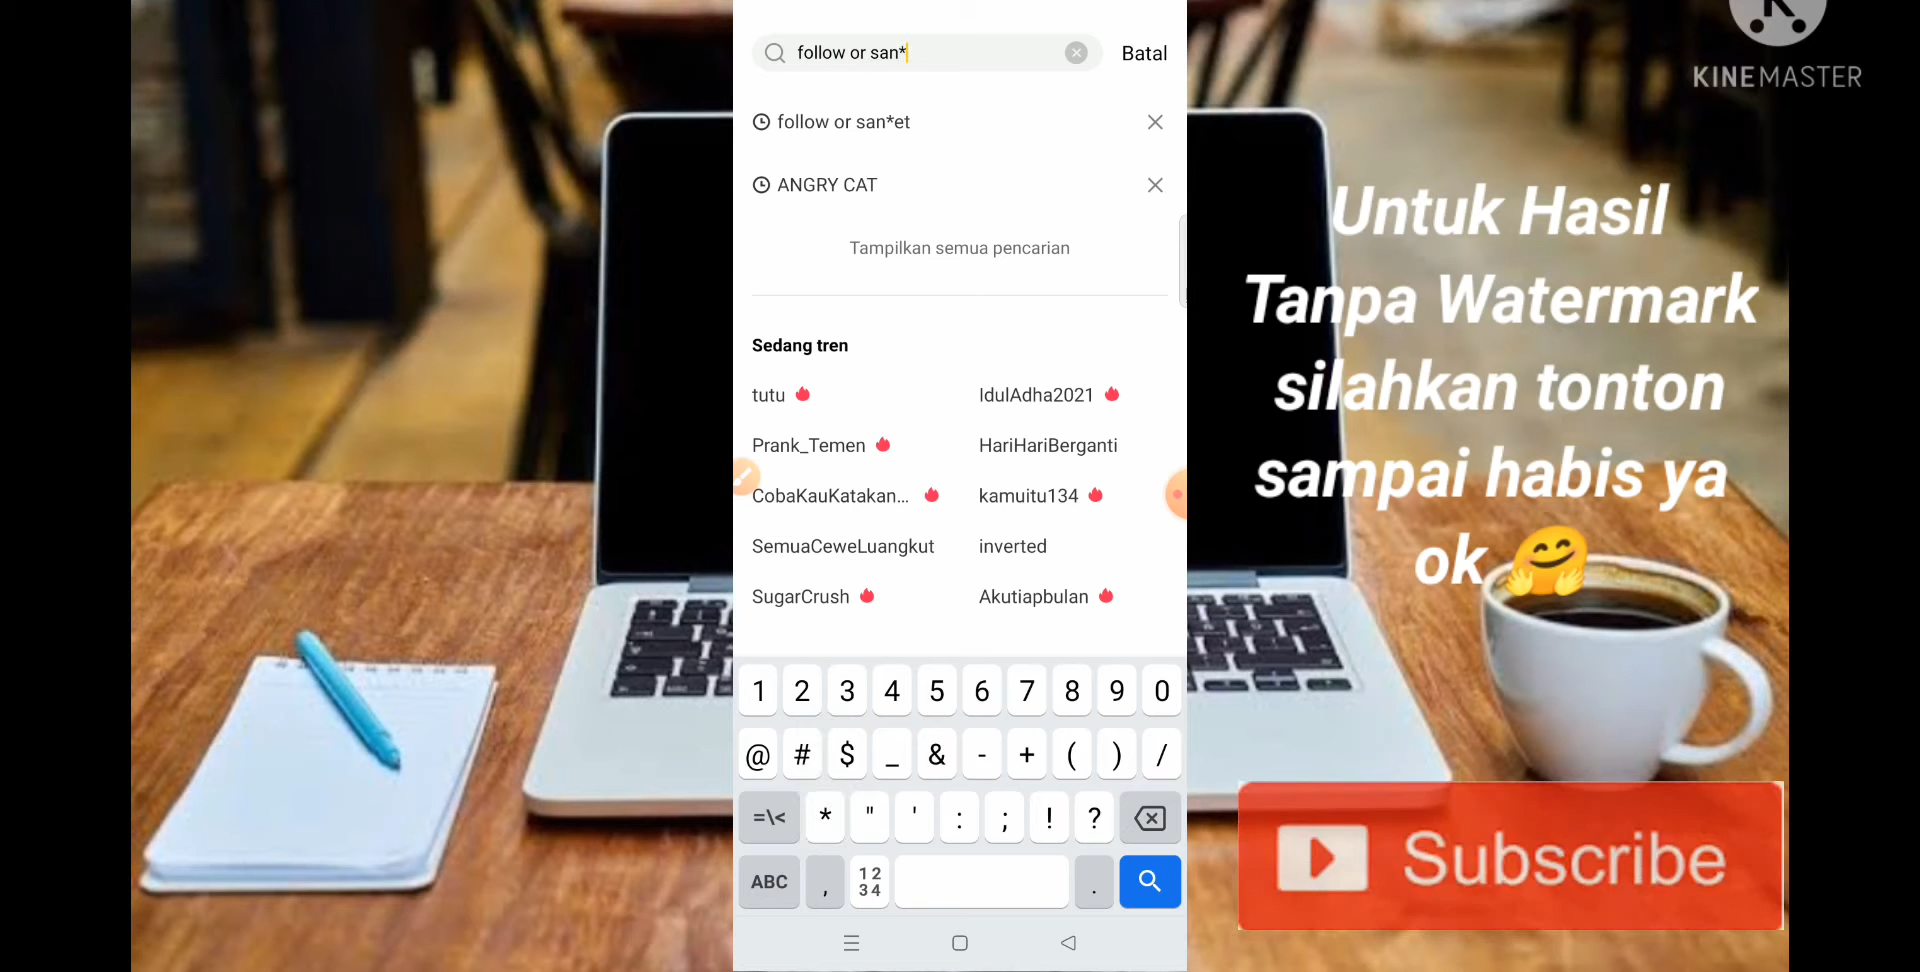 follow or san*
Batal
follow or san*et
ANGRY CAT
Tampilkan semua pencarian
Sedang tren
tutu
IdulAdha2021
Prank_Temen
HariHariBerganti
CobaKauKatakan...
kamuitu134
SemuaCeweLuangkut
inverted
SugarCrush
Akutiapbulan
1 2 3 4 5 6 7 8 9 0
@ # $ _ & - + ( ) /
=\< * " ' : ; ! ?
ABC , 12 .
34
K
KINEMASTER
Untuk Hasil
Tanpa Watermark
silahkan tonton
sampai habis ya
ok 🤗
Subscribe